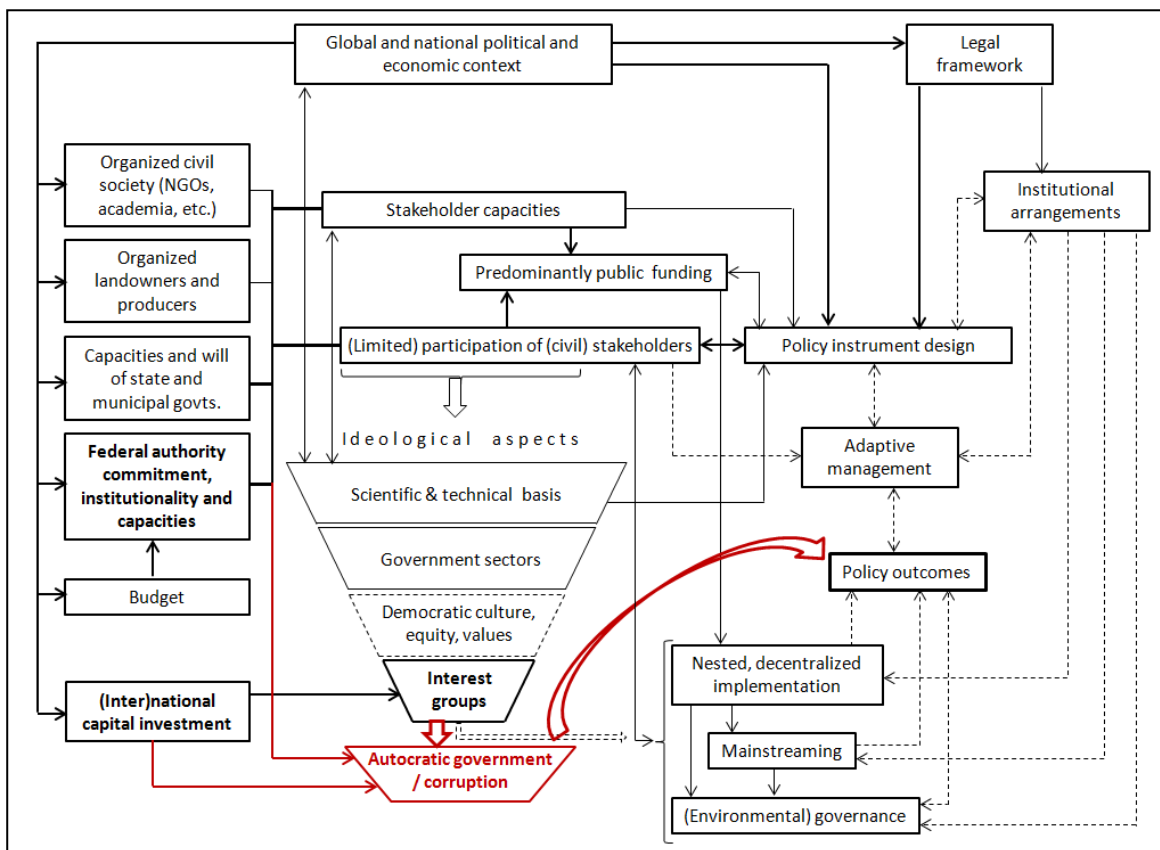 Global and national political and
economic context
Legal
framework
Organized civil
society (NGOs,
academia, etc.)
Stakeholder capacities
Institutional
arrangements
Organized
landowners and
producers
Predominantly public funding
Capacities and will
of state and
municipal govts.
(Limited) participation of (civil) stakeholders
Policy instrument design
Ideological aspects
Federal authority
commitment,
institutionality and
capacities
Adaptive
management
Scientific & technical basis
Government sectors
Policy outcomes
Budget
Democratic culture,
equity, values
Nested, decentralized
implementation
(Inter)national
capital investment
Interest
groups
Mainstreaming
Autocratic government
/ corruption
(Environmental) governance